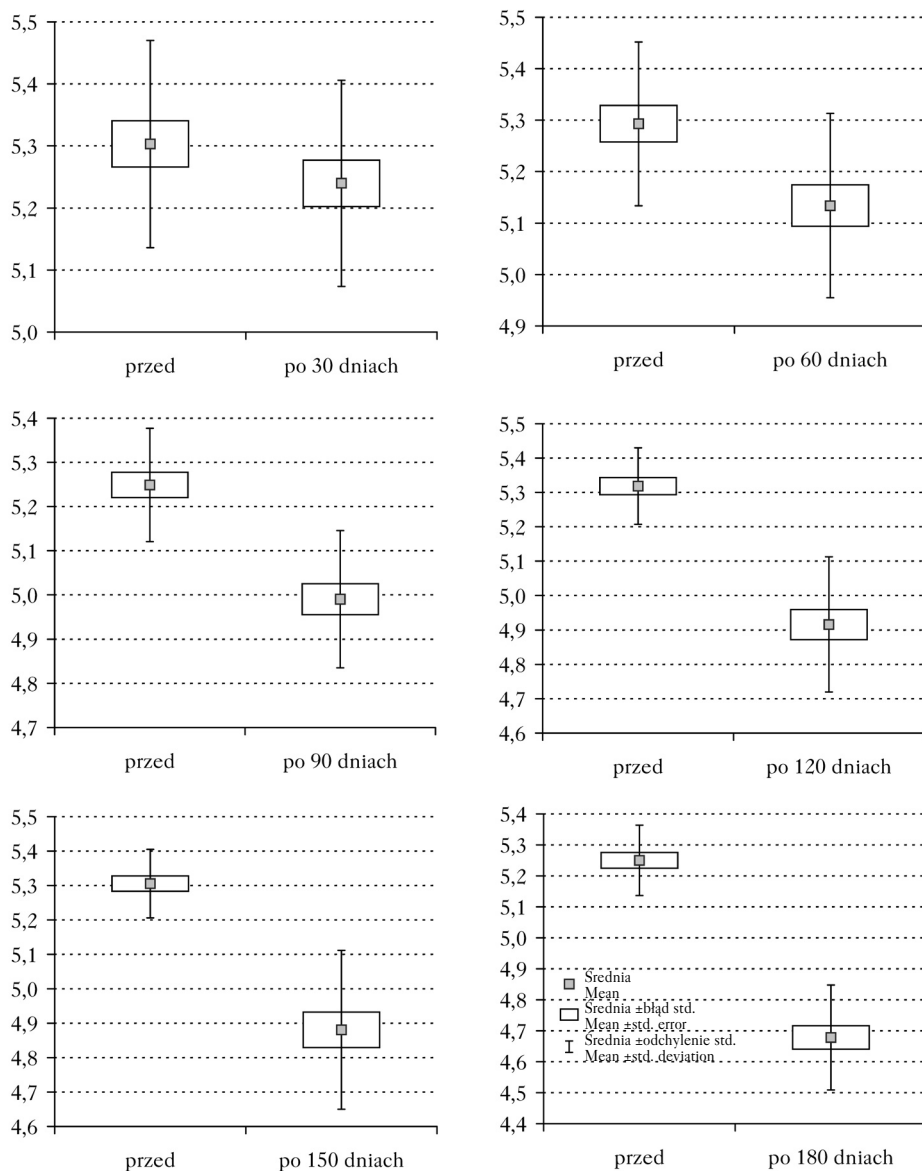 5,5
5,4
5,3
5,2
5,1
5,0
przed
po 30 dniach
5,5
5,4
5,3
5,2
5,1
5,0
4,9
przed
po 60 dniach
5,4
5,3
5,2
5,1
5,0
4,9
4,8
4,7
przed
po 90 dniach
5,5
5,4
5,3
5,2
5,1
5,0
4,9
4,8
4,7
4,6
przed
po 120 dniach
5,5
5,4
5,3
5,2
5,1
5,0
4,9
4,8
4,7
4,6
przed
po 150 dniach
5,4
5,3
5,2
5,1
5,0
4,9
4,8
4,7
4,6
4,5
4,4
Średnia
Mean
Średnia ±błąd std.
Mean ±std. error
Średnia ±odchylenie std.
Mean ±std. deviation
przed
po 180 dniach